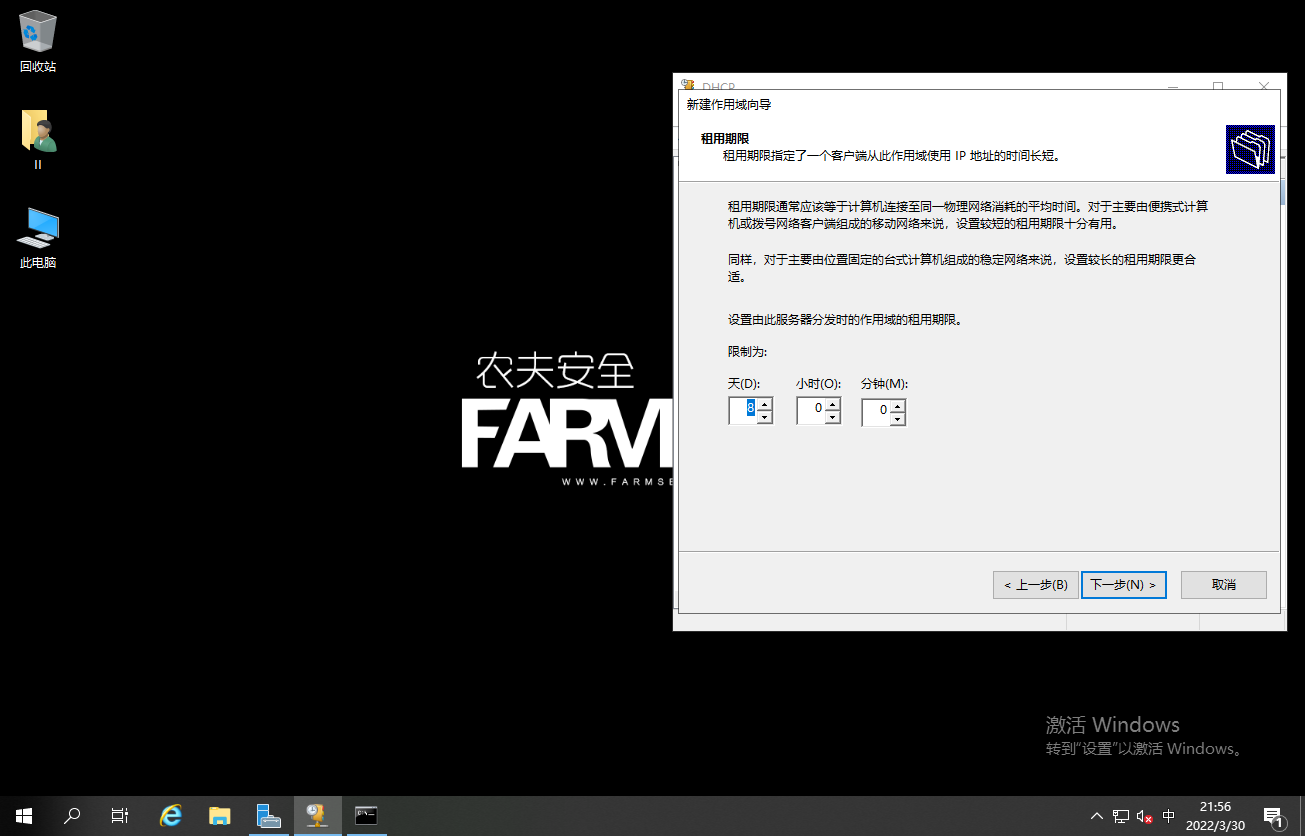 回收站
II
此电脑
农夫安全
FARM
WWW.FARMSE
DHCP
新建作用域向导
租用期限
租用期限指定了一个客户端从此作用域使用 IP 地址的时间长短。
租用期限通常应该等于计算机连接至同一物理网络消耗的平均时间。对于主要由便携式计算
机或拨号网络客户端组成的移动网络来说，设置较短的租用期限十分有用。
同样，对于主要由位置固定的台式计算机组成的稳定网络来说，设置较长的租用期限更合
适。
设置由此服务器分发时的作用域的租用期限。
限制为:
天(D): 小时(O): 分钟(M):
8 0 0
< 上一步(B) 下一步(N) > 取消
激活 Windows
转到“设置”以激活 Windows。
中
21:56
2022/3/30
1